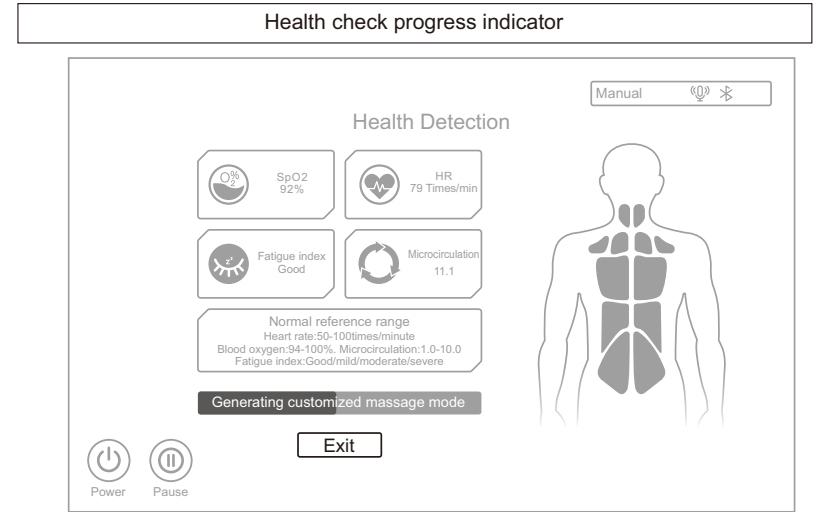 Health check progress indicator
Manual
Health Detection
SpO2
92%
HR
79 Times/min
Fatigue index
Good
Microcirculation
11.1
Normal reference range
Heart rate:50-100times/minute
Blood oxygen:94-100%. Microcirculation:1.0-10.0
Fatigue index:Good/mild/moderate/severe
Generating customized massage mode
Exit
Power
Pause
O2%
zz